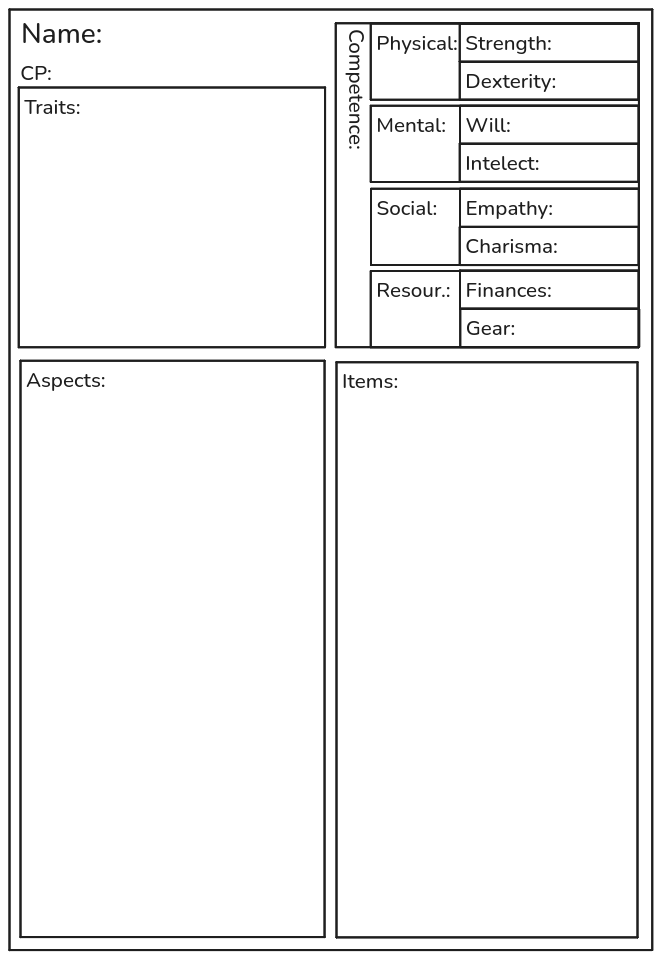 Name:
CP:
Traits:
Competence:
Physical:
Strength:
Dexterity:
Mental:
Will:
Intelect:
Social:
Empathy:
Charisma:
Resour.:
Finances:
Gear:
Aspects:
Items: